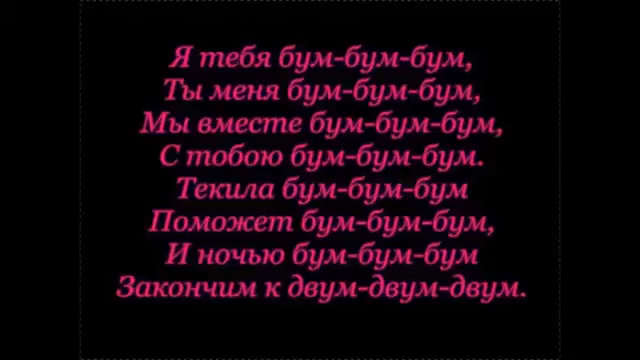 Я тебя бум-бум-бум,
Ты меня бум-бум-бум,
Мы вместе бум-бум-бум,
С тобою бум-бум-бум.
Текила бум-бум-бум
Поможет бум-бум-бум,
И ночью бум-бум-бум
Закончим к двум-двум-двум.